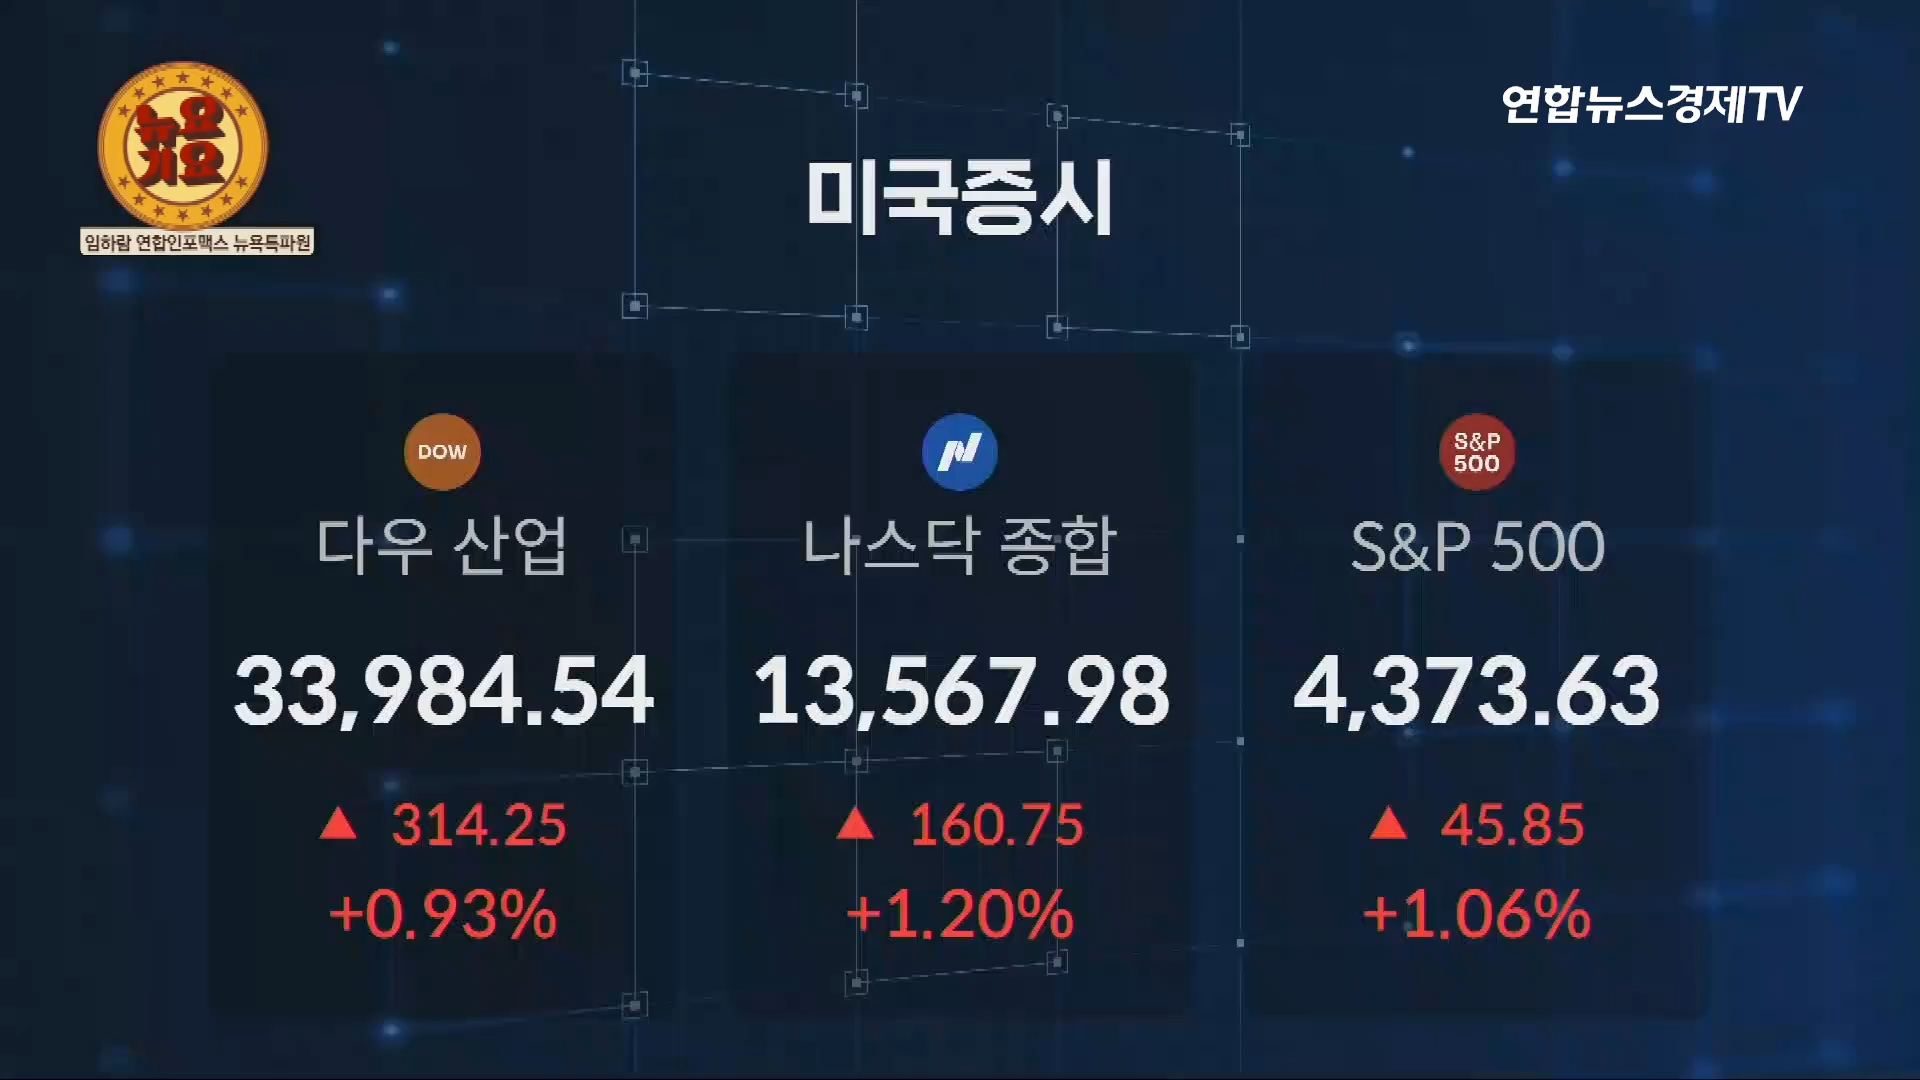 뉴요
기요
임하람 연합인포맥스 뉴욕특파원
연합뉴스경제TV
미국증시
DOW
다우 산업
33,984.54
▲ 314.25
+0.93%
나스닥 종합
13,567.98
▲ 160.75
+1.20%
S&P
500
S&P 500
4,373.63
▲ 45.85
+1.06%